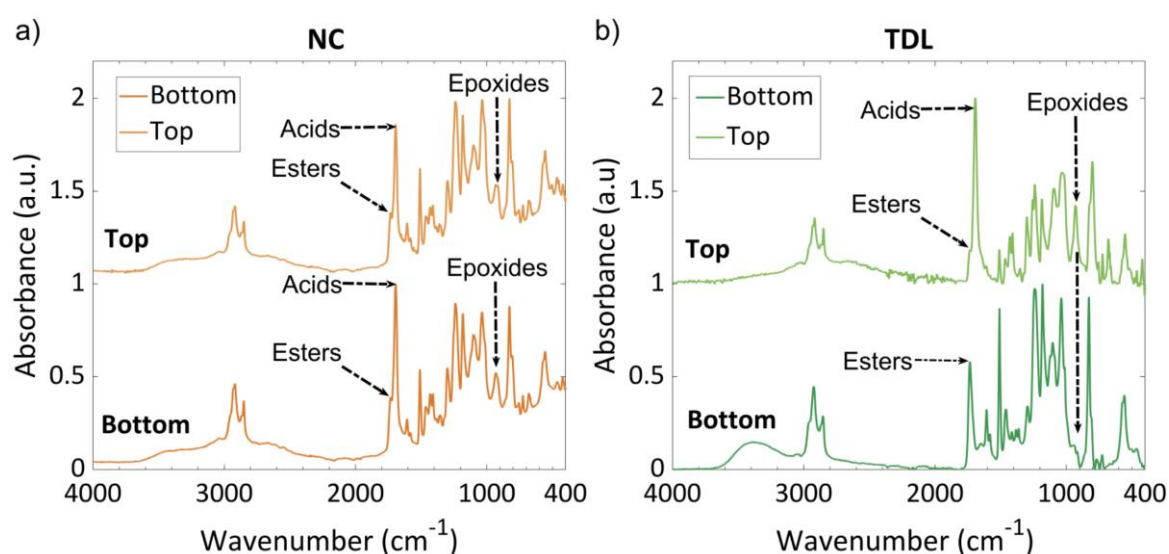 a)
NC
Bottom
Top
Epoxides
Acids
Esters
Top
Epoxides
Acids
Esters
Bottom
Absorbance (a.u.)
2
1.5
1
0.5
0
4000 3000 2000 1000 400
Wavenumber (cm⁻¹)
b)
TDL
Bottom
Top
Acids
Epoxides
Esters
Top
Esters
Bottom
Absorbance (a.u)
2
1.5
1
0.5
0
4000 3000 2000 1000 400
Wavenumber (cm⁻¹)